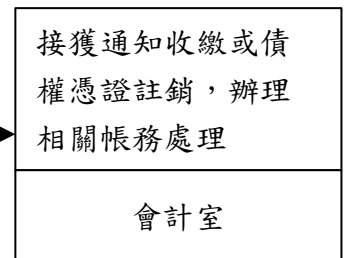 接獲通知收繳或債
權憑證註銷，辦理
相關帳務處理
會計室